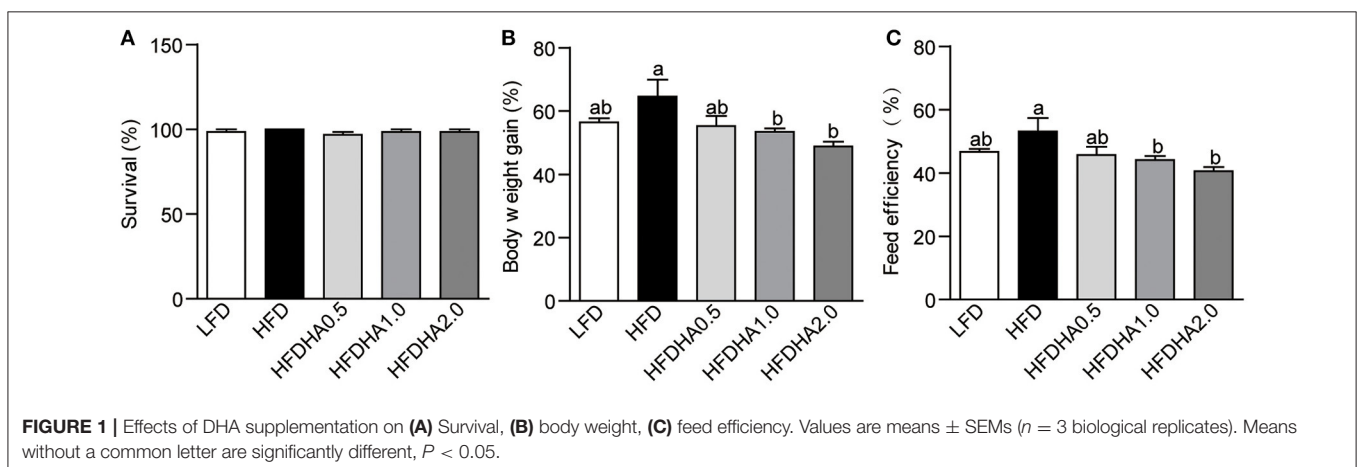 A
150
100
50
0
Survival (%)
LFD
HFD
HFDHA0.5
HFDHA1.0
HFDHA2.0
B
80
60
40
20
0
Body weight gain (%)
ab
a
ab
b
b
LFD
HFD
HFDHA0.5
HFDHA1.0
HFDHA2.0
C
80
60
40
20
0
Feed efficiency (%)
ab
a
ab
b
b
LFD
HFD
HFDHA0.5
HFDHA1.0
HFDHA2.0
FIGURE 1 | Effects of DHA supplementation on (A) Survival, (B) body weight, (C) feed efficiency. Values are means ± SEMs (n = 3 biological replicates). Means
without a common letter are significantly different, P < 0.05.